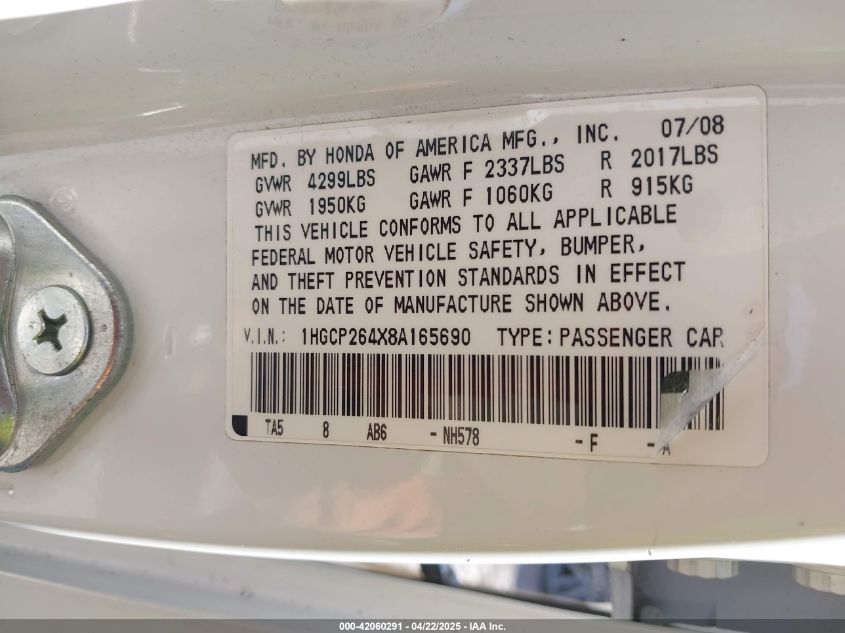 MFD. BY HONDA OF AMERICA MFG., INC. 07/08
GVWR 4299LBS GAWR F 2337LBS R 2017LBS
GVWR 1950KG GAWR F 1060KG R 915KG
THIS VEHICLE CONFORMS TO ALL APPLICABLE
FEDERAL MOTOR VEHICLE SAFETY, BUMPER,
AND THEFT PREVENTION STANDARDS IN EFFECT
ON THE DATE OF MANUFACTURE SHOWN ABOVE.
V.I.N.: 1HGCP264X8A165690 TYPE: PASSENGER CAR
TA5 8 AB6 -NH578 -F -A
000-42060291 - 04/22/2025 - IAA Inc.